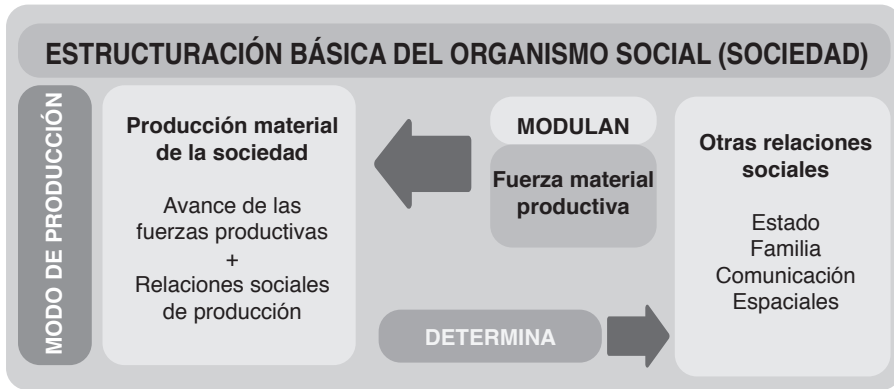 ESTRUCTURACIÓN BÁSICA DEL ORGANISMO SOCIAL (SOCIEDAD)
MODO DE PRODUCCIÓN
Producción material
de la sociedad
Avance de las
fuerzas productivas
+
Relaciones sociales
de producción
MODULAN
Fuerza material
productiva
DETERMINA
Otras relaciones
sociales
Estado
Familia
Comunicación
Espaciales